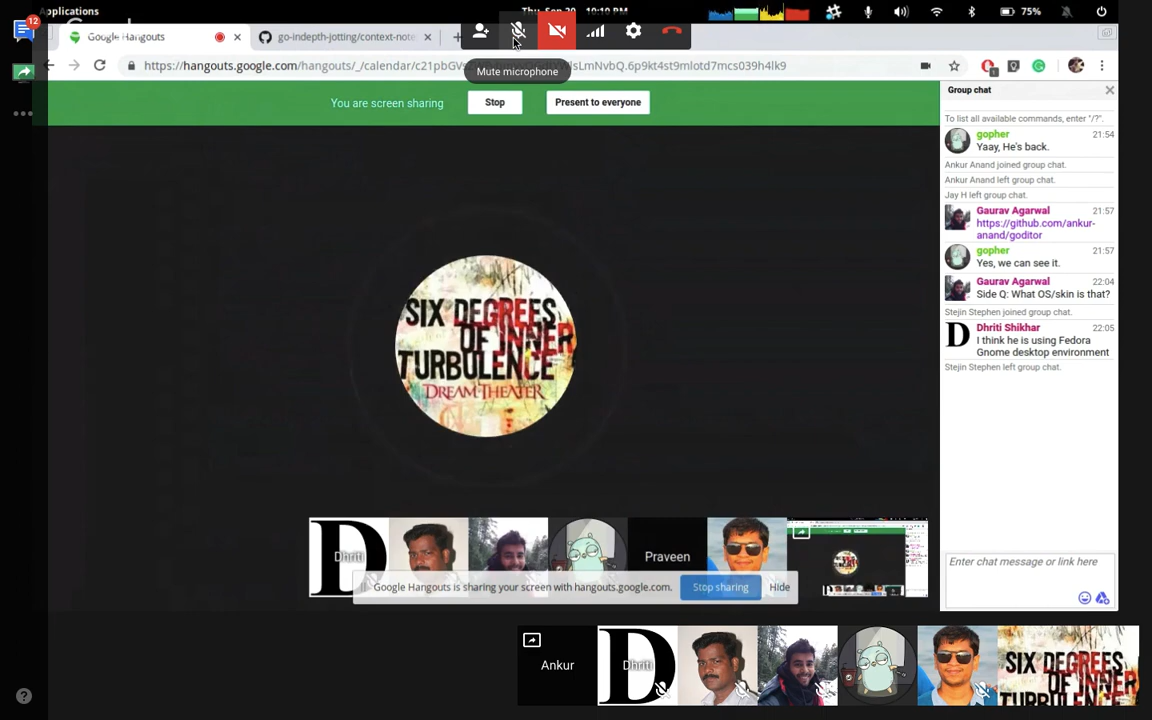 Applications
Thu, Sep 20 10:10 PM
75%
12
Google Hangouts
go-indepth-jotting/context-note
Mute microphone
https://hangouts.google.com/hangouts/_/calendar/
You are screen sharing
Stop
Present to everyone
Group chat
To list all available commands, enter "/?".
gopher 21:54
Yaay, He's back.
Ankur Anand joined group chat.
Ankur Anand left group chat.
Jay H left group chat.
Gaurav Agarwal 21:57
https://github.com/ankur-
anand/goditor
gopher 21:57
Yes, we can see it.
Gaurav Agarwal 22:04
Side Q: What OS/skin is that?
Stejin Stephen joined group chat.
Dhriti Shikhar 22:05
I think he is using Fedora
Gnome desktop environment
Stejin Stephen left group chat.
SIX DEGREES
OF INNER
TURBULENCE
DREAM THEATER
D
Dhriti
Praveen
Google Hangouts is sharing your screen with hangouts.google.com.
Stop sharing
Hide
Enter chat message or link here
Ankur
D
Dhriti
SIX DEGREES
OF INNER
TURBULENCE